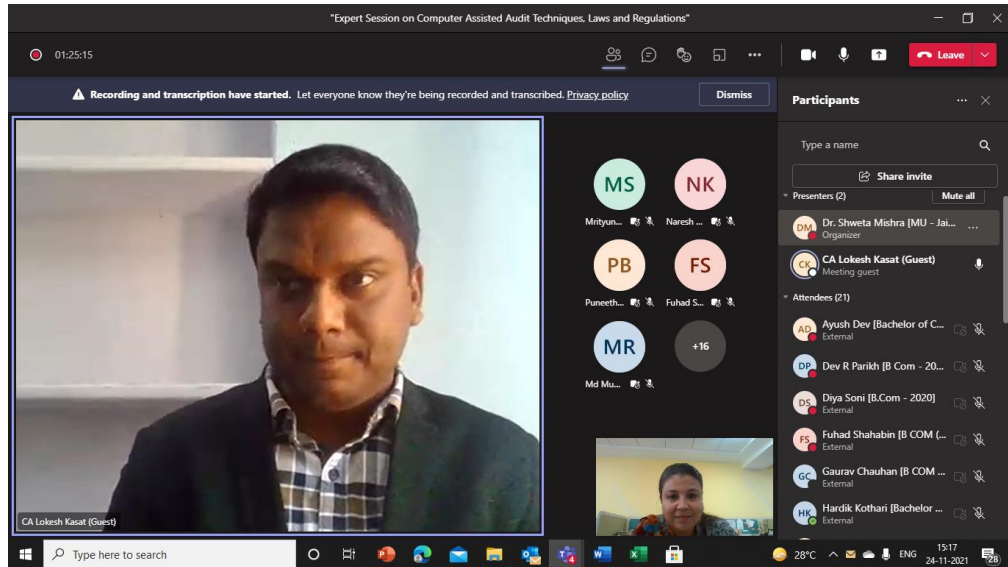 "Expert Session on Computer Assisted Audit Techniques, Laws and Regulations"
01:25:15
Leave
Recording and transcription have started. Let everyone know they're being recorded and transcribed. Privacy policy
Dismiss
CA Lokesh Kasat (Guest)
MS
NK
Mrityun...
Naresh ...
PB
FS
Puneeth...
Fuhad S...
MR
+16
Md Mu...
Participants
Type a name
Share invite
Presenters (2)
Mute all
DM
Dr. Shweta Mishra [MU - Jai...
Organizer
CK
CA Lokesh Kasat (Guest)
Meeting guest
Attendees (21)
AD
Ayush Dev [Bachelor of C...
External
DP
Dev R Parikh [B Com - 20...
DS
Diya Soni [B.Com - 2020]
External
FS
Fuhad Shahabin [B COM (...
External
GC
Gaurav Chauhan [B COM ...
External
HK
Hardik Kothari [Bachelor ...
External
Type here to search
28°C
ENG
15:17
24-11-2021
28